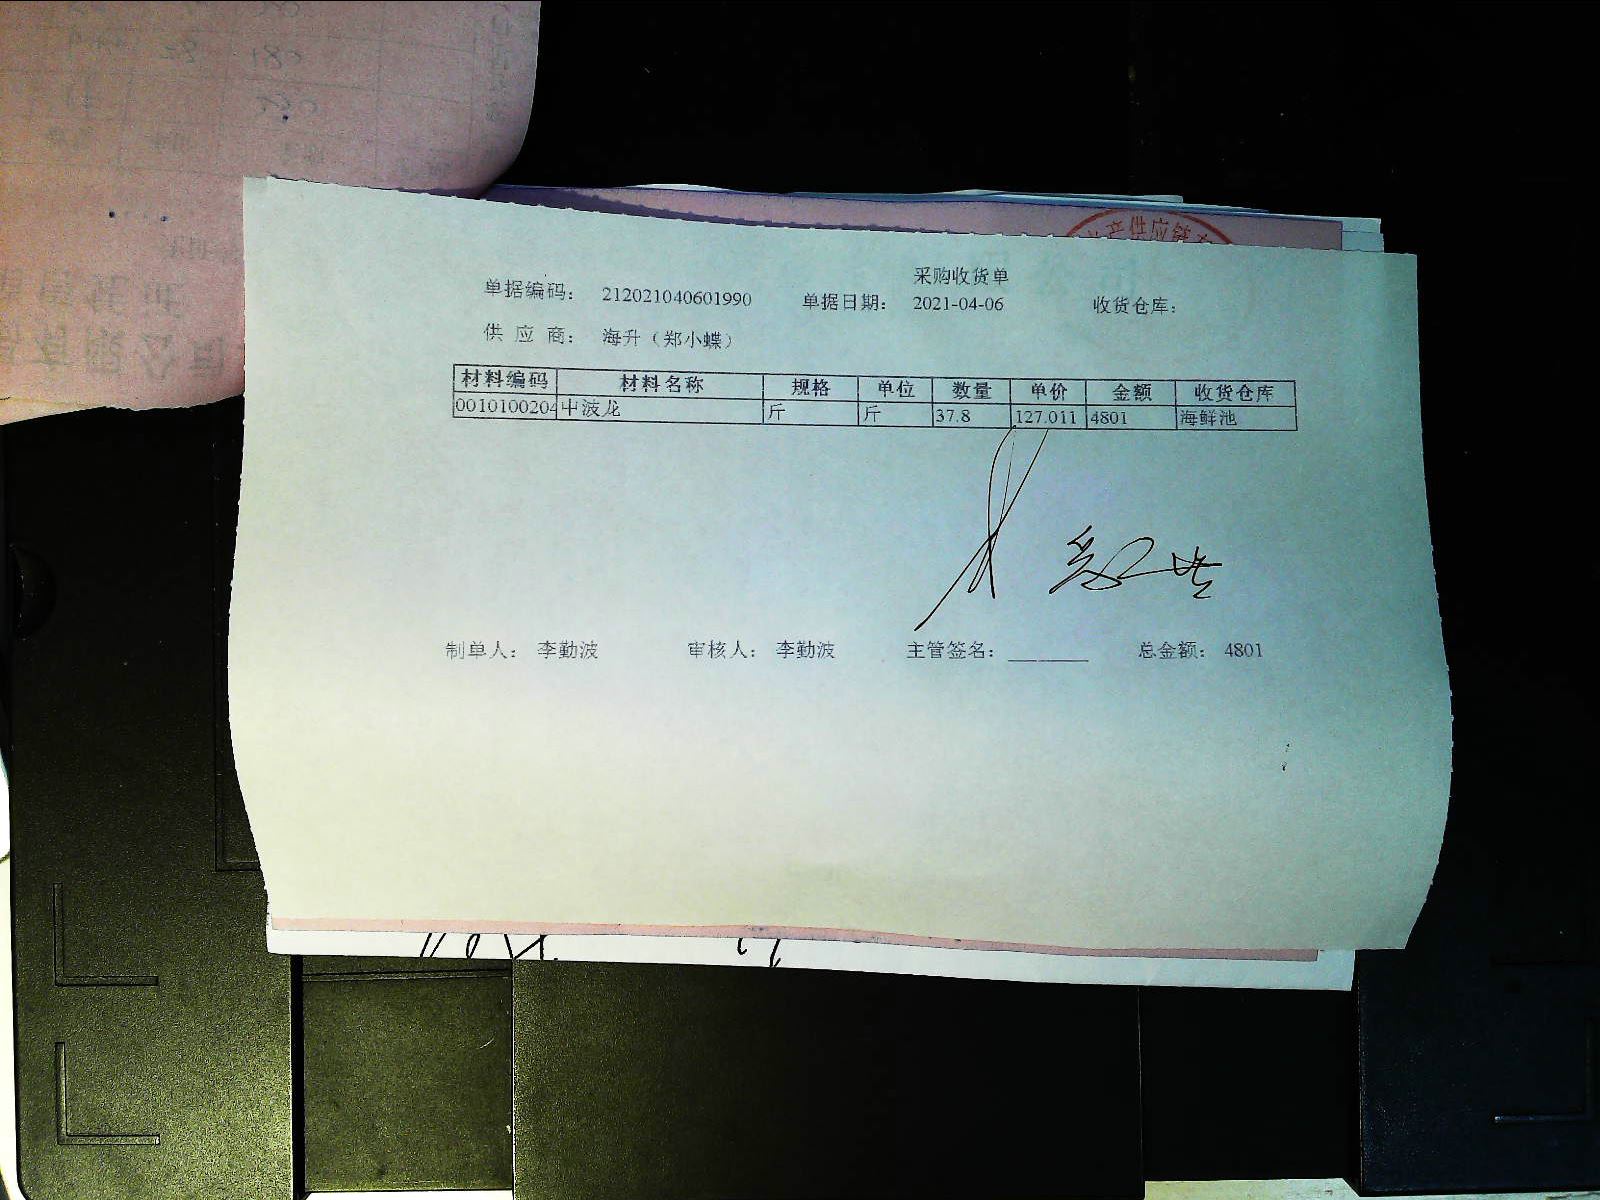 产供应链
采购收货单
单据编码： 212021040601990 单据日期： 2021-04-06 收货仓库：
供 应 商： 海升（郑小蝶）
材料编码 材料名称 规格 单位 数量 单价 金额 收货仓库
0010100204 中波龙 斤 斤 37.8 127.011 4801 海鲜池
制单人： 李勤波 审核人： 李勤波 主管签名： 总金额： 4801